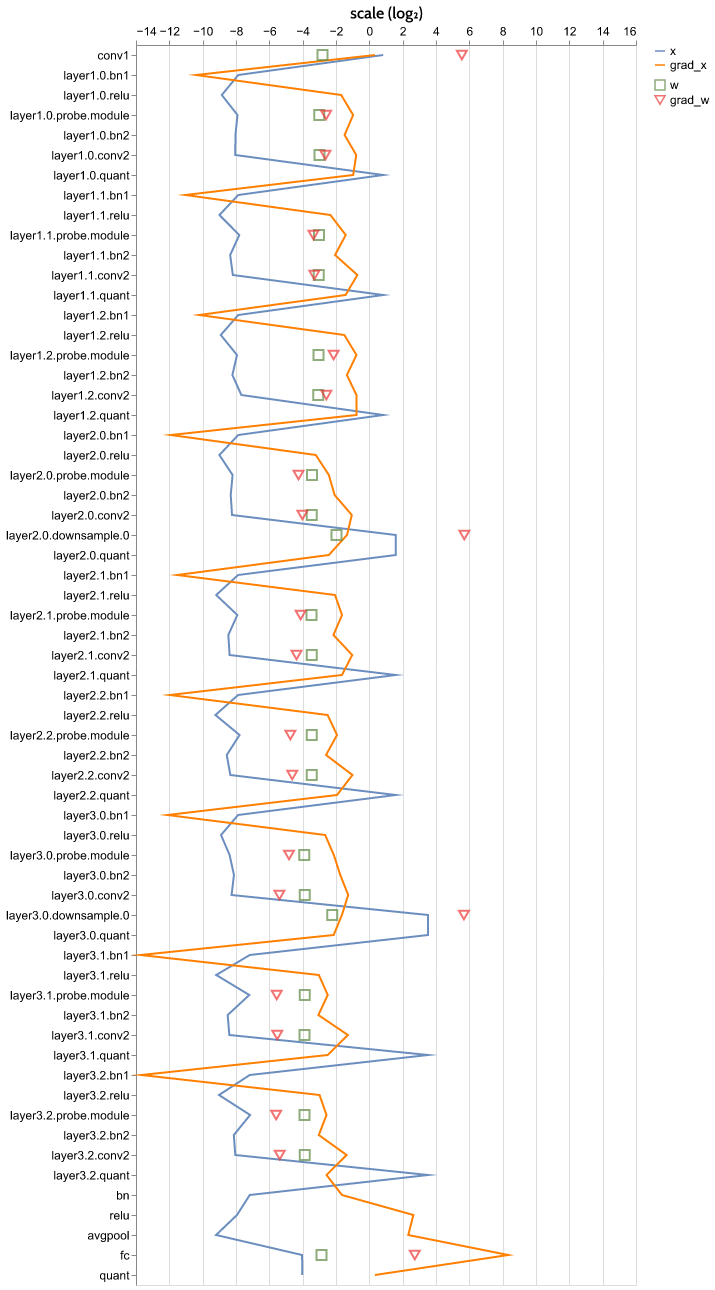 scale (log₂)
−14 −12 −10 −8 −6 −4 −2 0 2 4 6 8 10 12 14 16
x
grad_x
w
grad_w
conv1
layer1.0.bn1
layer1.0.relu
layer1.0.probe.module
layer1.0.bn2
layer1.0.conv2
layer1.0.quant
layer1.1.bn1
layer1.1.relu
layer1.1.probe.module
layer1.1.bn2
layer1.1.conv2
layer1.1.quant
layer1.2.bn1
layer1.2.relu
layer1.2.probe.module
layer1.2.bn2
layer1.2.conv2
layer1.2.quant
layer2.0.bn1
layer2.0.relu
layer2.0.probe.module
layer2.0.bn2
layer2.0.conv2
layer2.0.downsample.0
layer2.0.quant
layer2.1.bn1
layer2.1.relu
layer2.1.probe.module
layer2.1.bn2
layer2.1.conv2
layer2.1.quant
layer2.2.bn1
layer2.2.relu
layer2.2.probe.module
layer2.2.bn2
layer2.2.conv2
layer2.2.quant
layer3.0.bn1
layer3.0.relu
layer3.0.probe.module
layer3.0.bn2
layer3.0.conv2
layer3.0.downsample.0
layer3.0.quant
layer3.1.bn1
layer3.1.relu
layer3.1.probe.module
layer3.1.bn2
layer3.1.conv2
layer3.1.quant
layer3.2.bn1
layer3.2.relu
layer3.2.probe.module
layer3.2.bn2
layer3.2.conv2
layer3.2.quant
bn
relu
avgpool
fc
quant